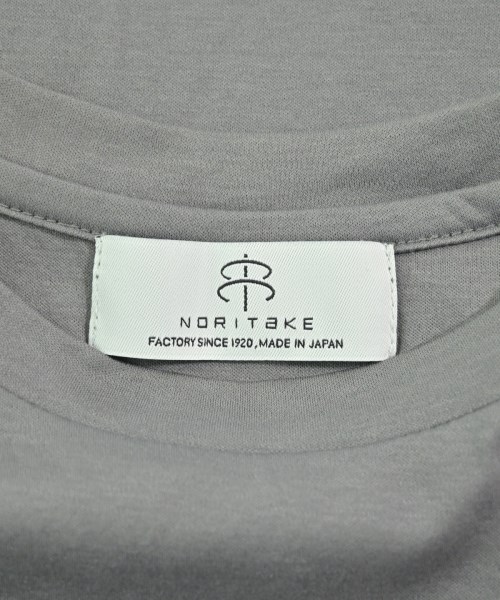 NORITaKE
FACTORY SINCE 1920, MADE IN JAPAN